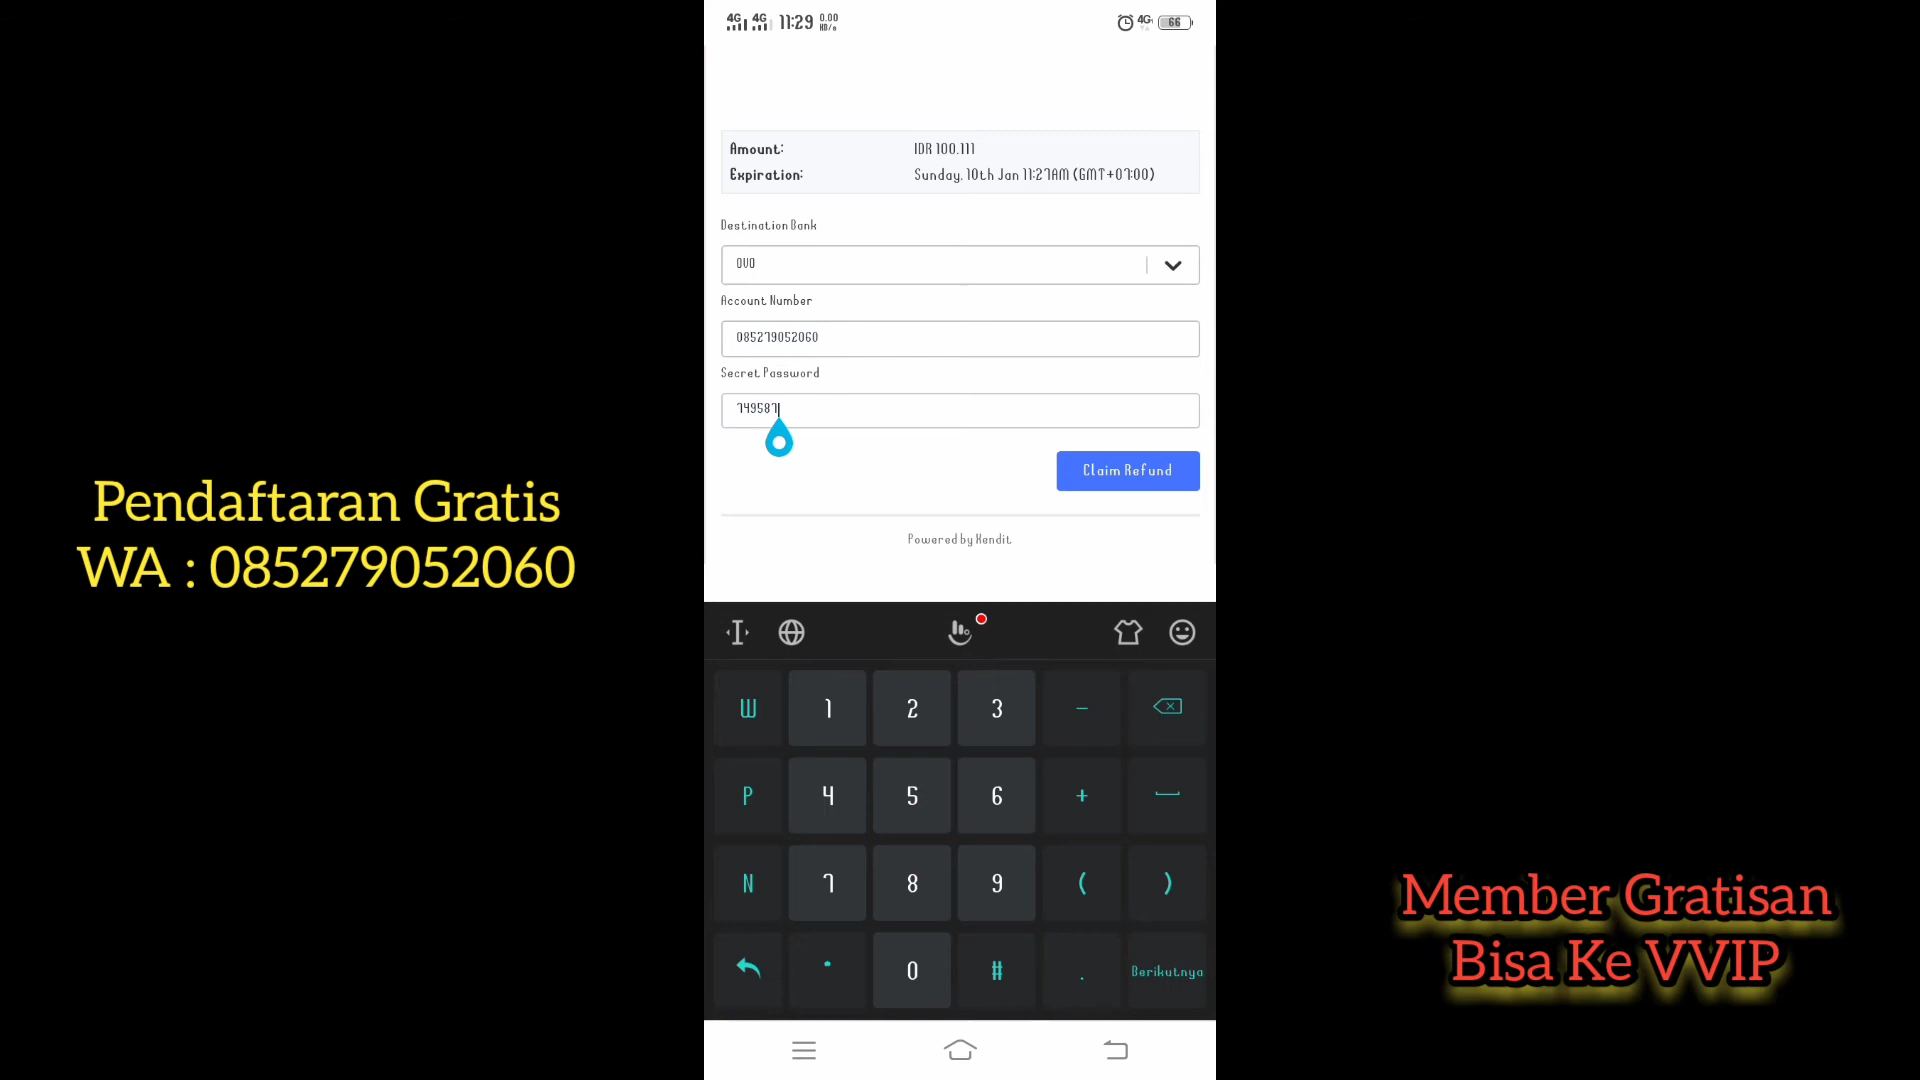 4G 4G 11:29 0.00 KB/s 4G 66
Amount: IDR 100.111
Expiration: Sunday, 10th Jan 11:27AM (GMT+07:00)
Destination Bank
OVO
Account Number
085279052060
Secret Password
749587
Claim Refund
Powered by Xendit
Pendaftaran Gratis
WA : 085279052060
W 1 2 3 -
P 4 5 6 +
N 7 8 9 ( )
0 # . Berikutnya
Member Gratisan
Bisa Ke VVIP